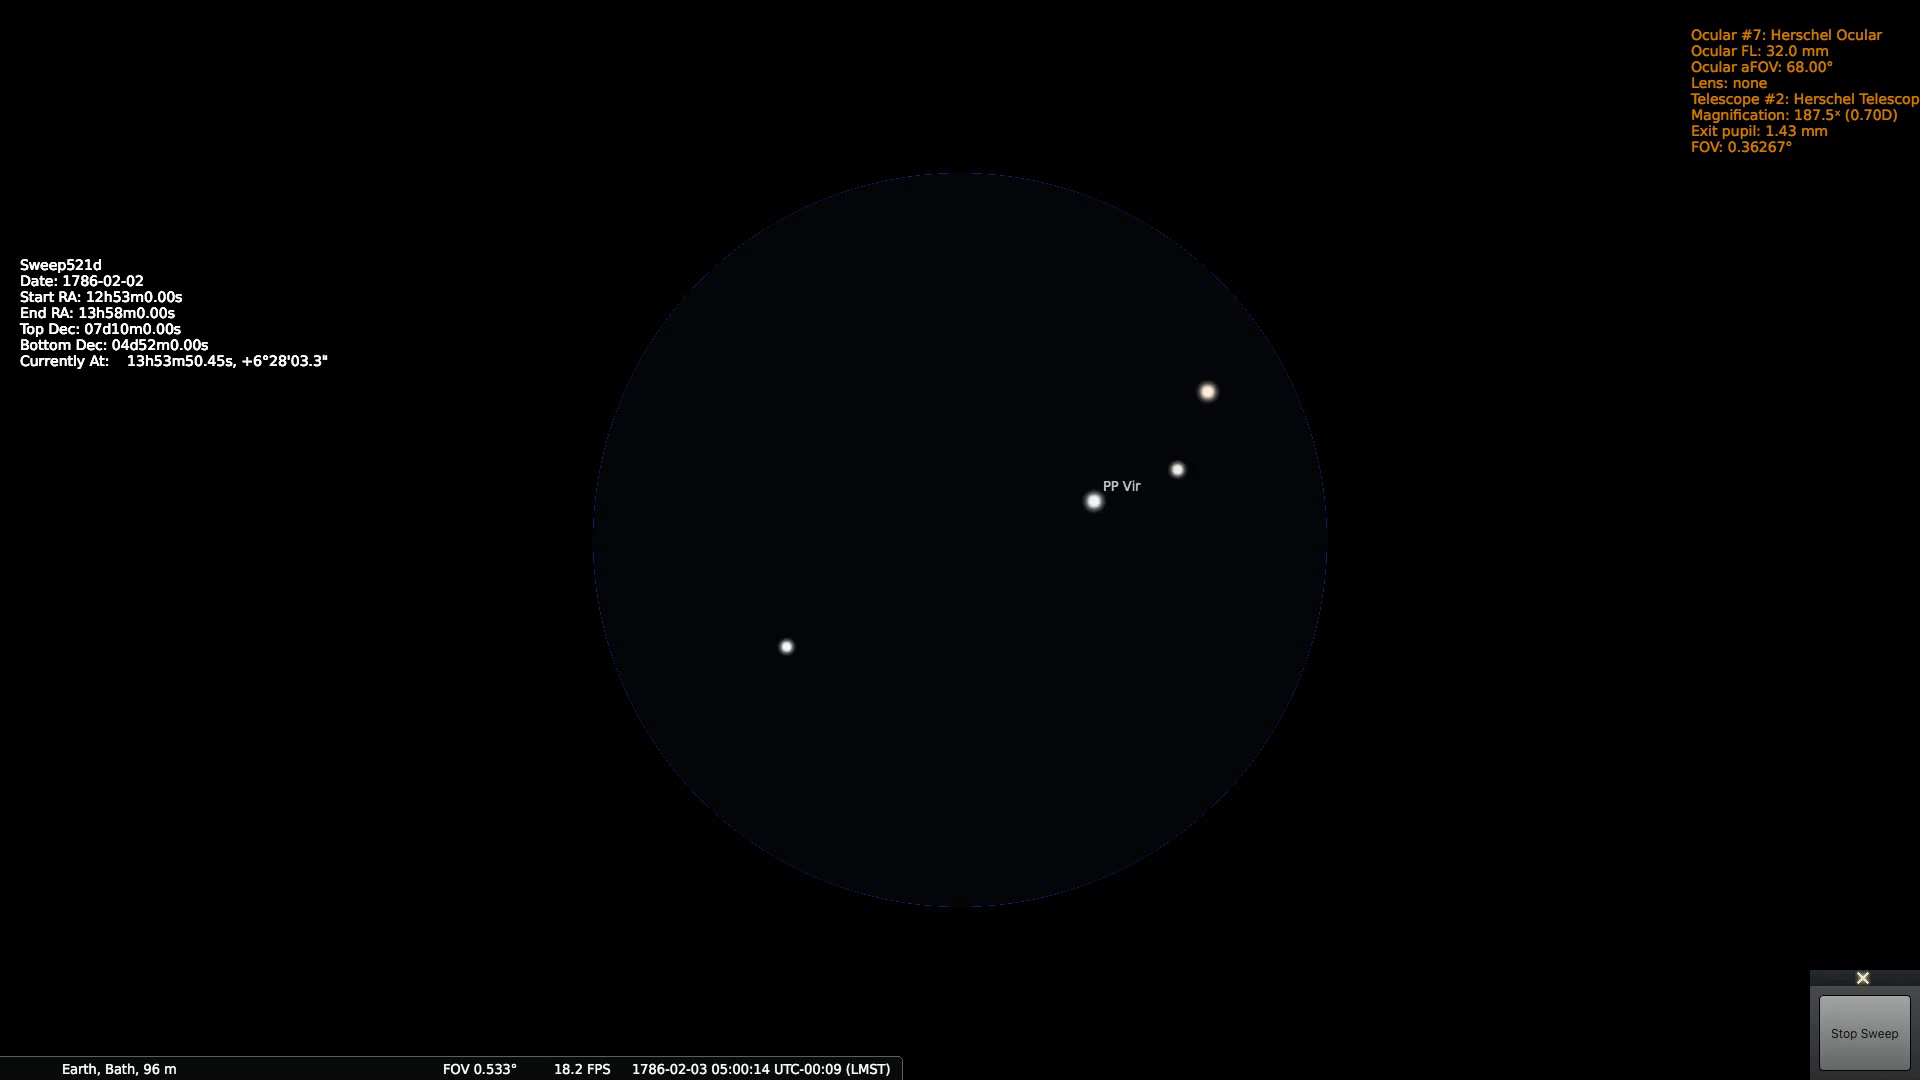 Ocular #7: Herschel Ocular
Ocular FL: 32.0 mm
Ocular aFOV: 68.00°
Lens: none
Telescope #2: Herschel Telescop
Magnification: 187.5ˣ (0.70D)
Exit pupil: 1.43 mm
FOV: 0.36267°
Sweep521d
Date: 1786-02-02
Start RA: 12h53m0.00s
End RA: 13h58m0.00s
Top Dec: 07d10m0.00s
Bottom Dec: 04d52m0.00s
Currently At: 13h53m50.45s, +6°28'03.3"
PP Vir
Stop Sweep
Earth, Bath, 96 m FOV 0.533° 18.2 FPS 1786-02-03 05:00:14 UTC-00:09 (LMST)